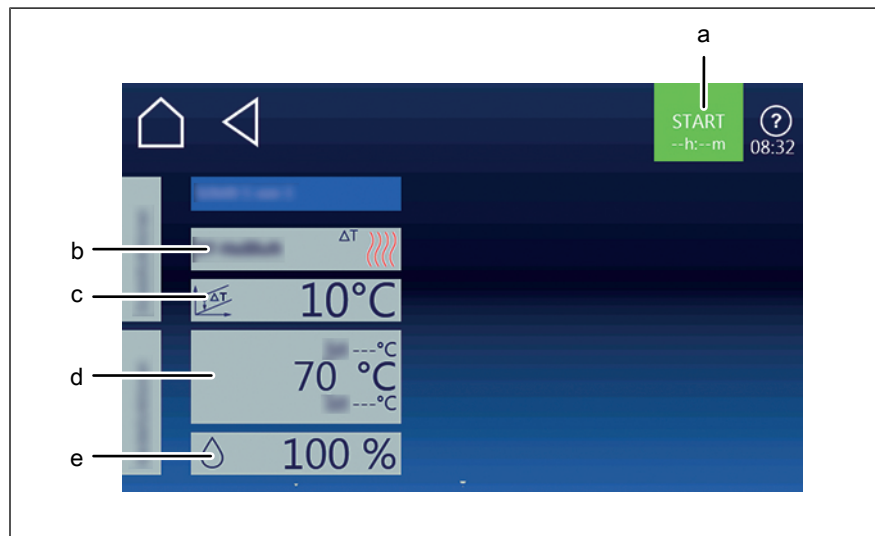 a
START
--h:--m
?
08:32
b
ΔT
c
ΔT
10°C
---°C
d
70 °C
---°C
e
100 %